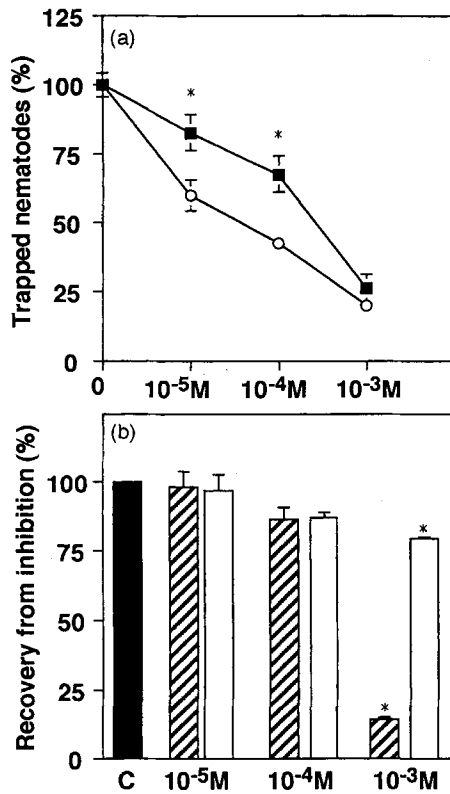 125
(a)
100
75
50
25
0
Trapped nematodes (%)
*
*
0 10⁻⁵M 10⁻⁴M 10⁻³M
(b)
100
75
50
25
0
Recovery from inhibition (%)
*
*
C 10⁻⁵M 10⁻⁴M 10⁻³M